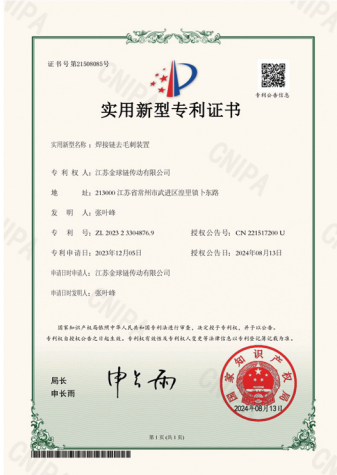 证书号第21508085号
专利公告信息
实用新型专利证书
实用新型名称：焊接链去毛刺装置
专利权人：江苏金球链传动有限公司
地址：213000 江苏省常州市武进区湟里镇卜东路
发明人：张叶峰
专利号：ZL 2023 2 3304876.9 授权公告号：CN 221517200 U
专利申请日：2023年12月05日 授权公告日：2024年08月13日
申请日时申请人：江苏金球链传动有限公司
申请日时发明人：张叶峰
国家知识产权局依照中华人民共和国专利法进行审查，决定授予专利权，并予以公告。
专利权自授权公告之日起生效。专利权有效性及专利权人变更等法律信息以专利登记簿记载为准。
局长
申长雨
申长雨
国家知识产权局
2024年08月13日
第 1 页 (共 1 页)
CNIPA